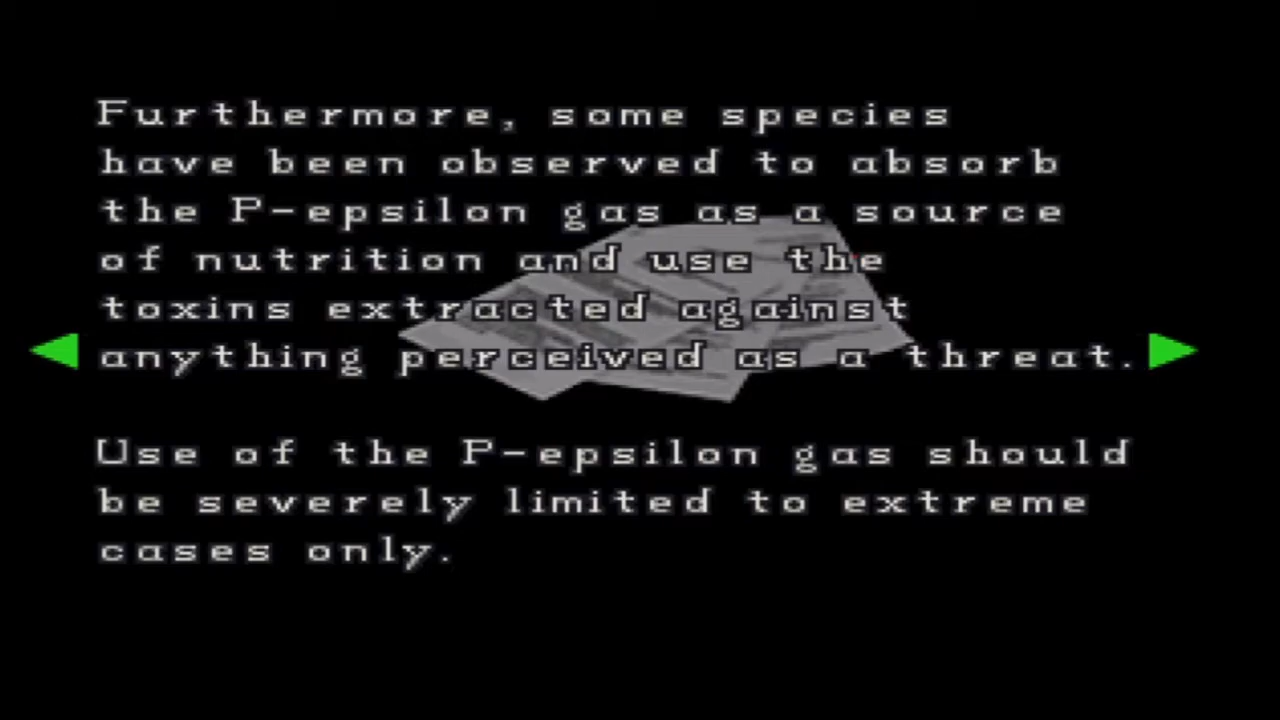 Furthermore, some species
have been observed to absorb
the P-epsilon gas as a source
of nutrition and use the
toxins extracted against
anything perceived as a threat.
Use of the P-epsilon gas should
be severely limited to extreme
cases only.